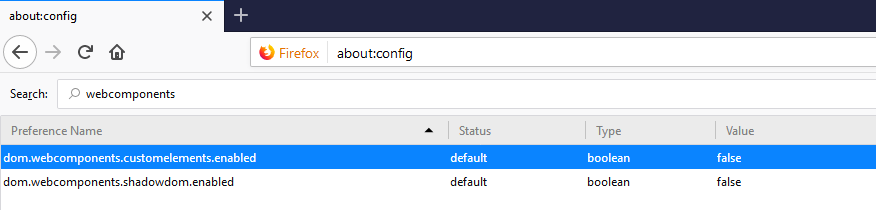 about:config
Firefox about:config
Search: webcomponents
Preference Name Status Type Value
dom.webcomponents.customelements.enabled default boolean false
dom.webcomponents.shadowdom.enabled default boolean false